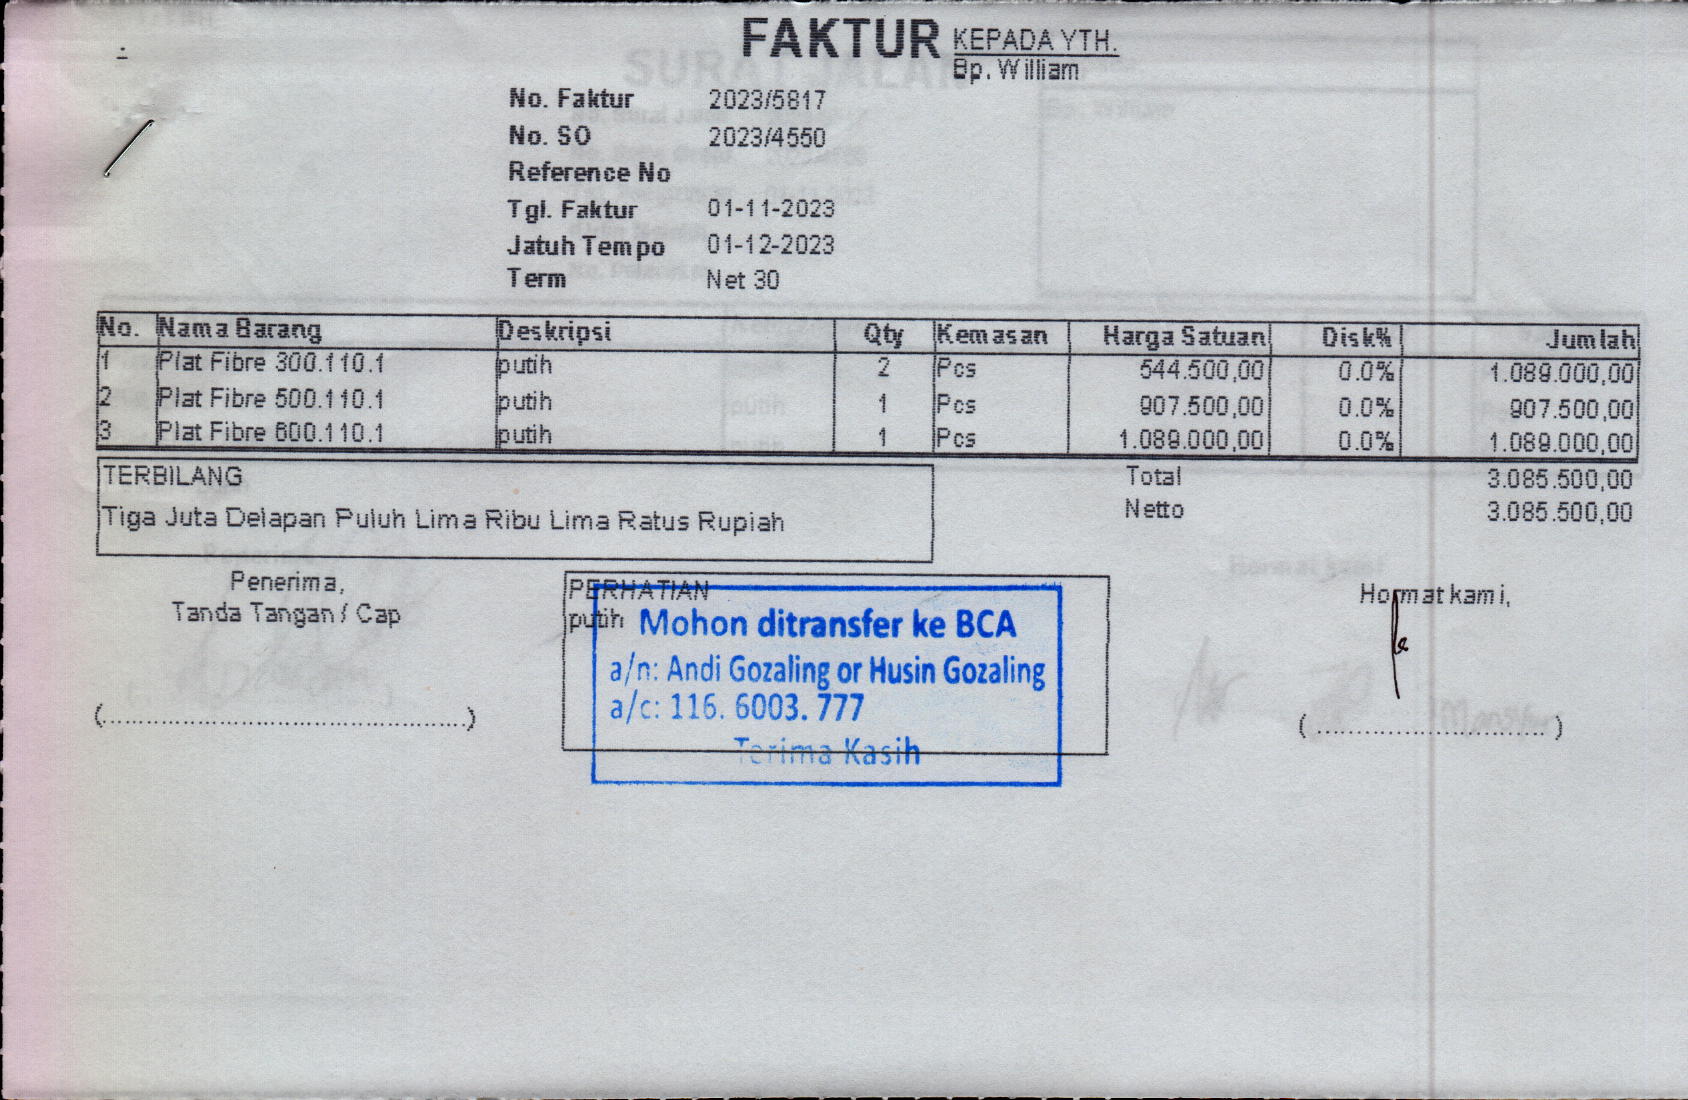 FAKTUR KEPADA YTH.
Bp. William
No. Faktur 2023/5817
No. SO 2023/4550
Reference No
Tgl. Faktur 01-11-2023
Jatuh Tempo 01-12-2023
Term Net 30
No. Nama Barang Deskripsi Qty Kemasan Harga Satuan Disk% Jumlah
1 Plat Fibre 300.110.1 putih 2 Pcs 544.500,00 0.0% 1.089.000,00
2 Plat Fibre 500.110.1 putih 1 Pcs 907.500,00 0.0% 907.500,00
3 Plat Fibre 600.110.1 putih 1 Pcs 1.089.000,00 0.0% 1.089.000,00
TERBILANG Total 3.085.500,00
Tiga Juta Delapan Puluh Lima Ribu Lima Ratus Rupiah Netto 3.085.500,00
Penerima,
Tanda Tangan / Cap
(...........................................)
PERHATIAN
putih
Mohon ditransfer ke BCA
a/n: Andi Gozaling or Husin Gozaling
a/c: 116. 6003. 777
Terima Kasih
Hormat kami,
(...........................)